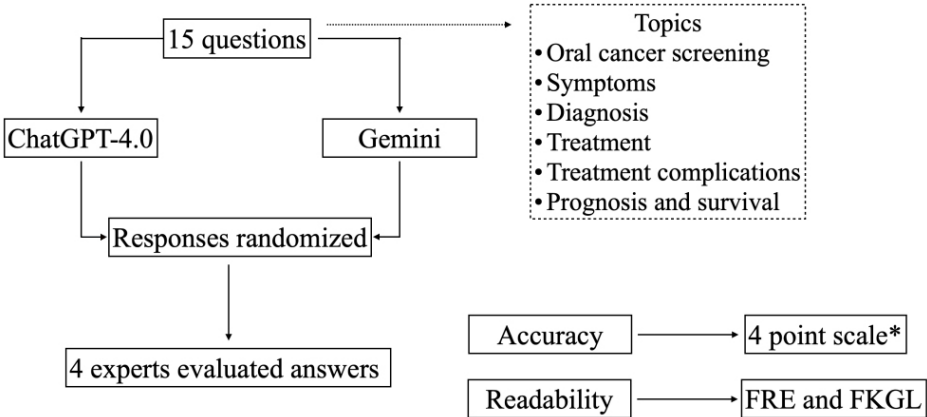 15 questions
Topics
• Oral cancer screening
• Symptoms
• Diagnosis
• Treatment
• Treatment complications
• Prognosis and survival
ChatGPT-4.0
Gemini
Responses randomized
4 experts evaluated answers
Accuracy
4 point scale*
Readability
FRE and FKGL